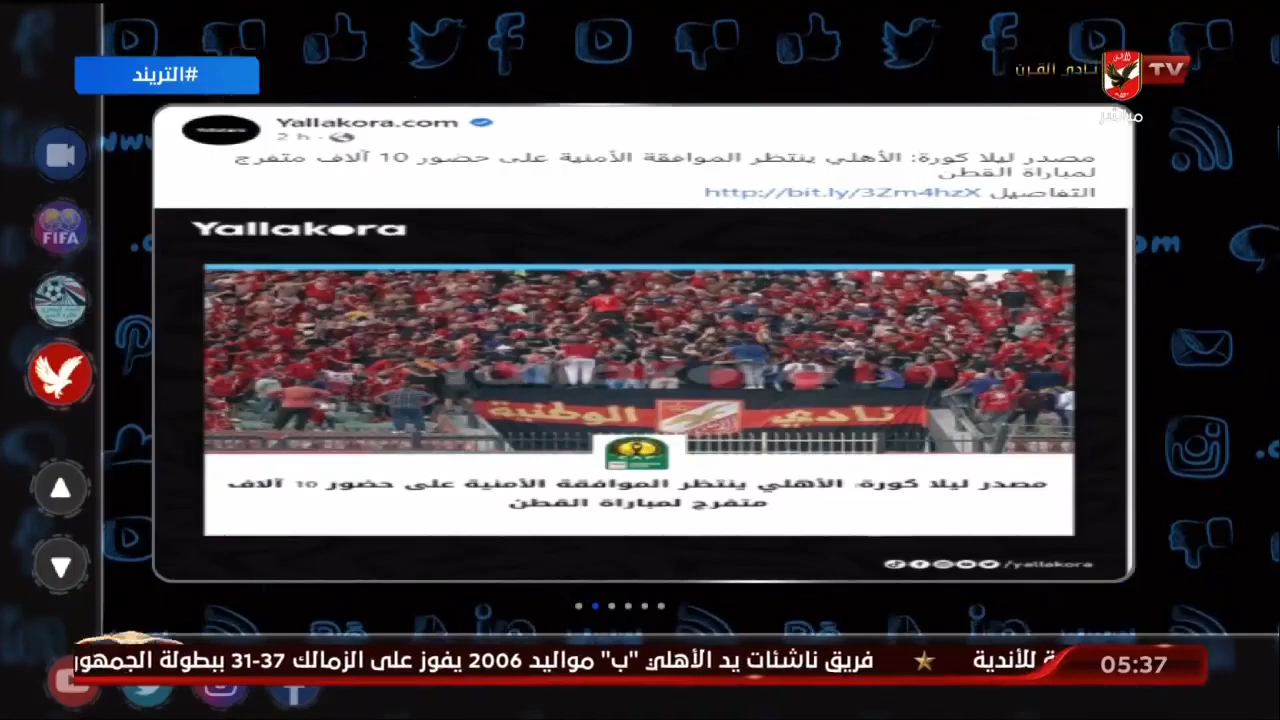 #التريند
نادي القرن
TV
مباشر
Yallakora.com
2 h
مصدر ليلا كورة: الأهلي ينتظر الموافقة الأمنية على حضور 10 آلاف متفرج
لمباراة القطن
التفاصيل http://bit.ly/3Zm4hzX
Yallakora
نادي الوطنية
مصدر ليلا كورة: الأهلي ينتظر الموافقة الأمنية على حضور 10 آلاف
متفرج لمباراة القطن
/yallakora
FIFA
ة للأندية ★ فريق ناشئات يد الأهلي "ب" مواليد 2006 يفوز على الزمالك 37-31 ببطولة الجمهور
05:37